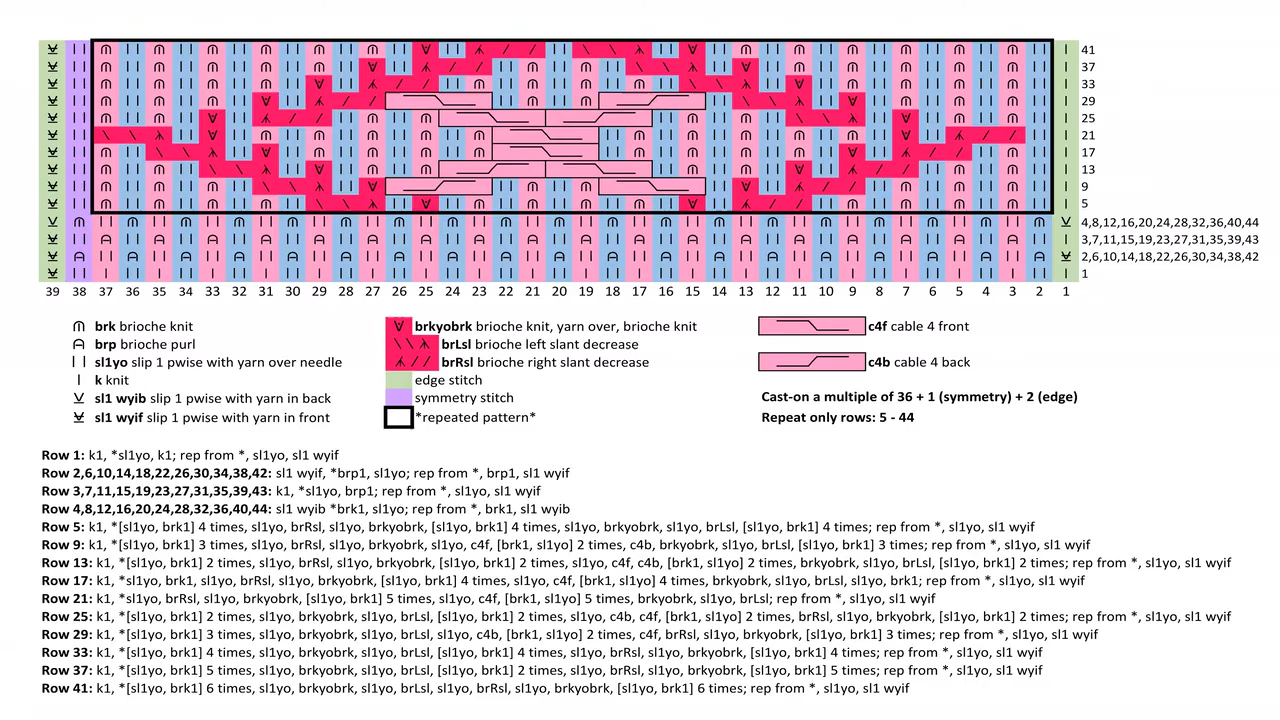 41
37
33
29
25
21
17
13
9
5
4,8,12,16,20,24,28,32,36,40,44
3,7,11,15,19,23,27,31,35,39,43
2,6,10,14,18,22,26,30,34,38,42
1
39 38 37 36 35 34 33 32 31 30 29 28 27 26 25 24 23 22 21 20 19 18 17 16 15 14 13 12 11 10 9 8 7 6 5 4 3 2 1
brk brioche knit
brp brioche purl
sl1yo slip 1 pwise with yarn over needle
k knit
sl1 wyib slip 1 pwise with yarn in back
sl1 wyif slip 1 pwise with yarn in front
brkyobrk brioche knit, yarn over, brioche knit
brLsl brioche left slant decrease
brRsl brioche right slant decrease
edge stitch
symmetry stitch
*repeated pattern*
c4f cable 4 front
c4b cable 4 back
Cast-on a multiple of 36 + 1 (symmetry) + 2 (edge)
Repeat only rows: 5 - 44
Row 1: k1, *sl1yo, k1; rep from *, sl1yo, sl1 wyif
Row 2,6,10,14,18,22,26,30,34,38,42: sl1 wyif, *brp1, sl1yo; rep from *, brp1, sl1 wyif
Row 3,7,11,15,19,23,27,31,35,39,43: k1, *sl1yo, brp1; rep from *, sl1yo, sl1 wyif
Row 4,8,12,16,20,24,28,32,36,40,44: sl1 wyib *brk1, sl1yo; rep from *, brk1, sl1 wyib
Row 5: k1, *[sl1yo, brk1] 4 times, sl1yo, brRsl, sl1yo, brkyobrk, [sl1yo, brk1] 4 times, sl1yo, brkyobrk, sl1yo, brLsl, [sl1yo, brk1] 4 times; rep from *, sl1yo, sl1 wyif
Row 9: k1, *[sl1yo, brk1] 3 times, sl1yo, brRsl, sl1yo, brkyobrk, sl1yo, c4f, [brk1, sl1yo] 2 times, c4b, brkyobrk, sl1yo, brLsl, [sl1yo, brk1] 3 times; rep from *, sl1yo, sl1 wyif
Row 13: k1, *[sl1yo, brk1] 2 times, sl1yo, brRsl, sl1yo, brkyobrk, [sl1yo, brk1] 2 times, sl1yo, c4f, c4b, [brk1, sl1yo] 2 times, brkyobrk, sl1yo, brLsl, [sl1yo, brk1] 2 times; rep from *, sl1yo, sl1 wyif
Row 17: k1, *sl1yo, brk1, sl1yo, brRsl, sl1yo, brkyobrk, [sl1yo, brk1] 4 times, sl1yo, c4f, [brk1, sl1yo] 4 times, brkyobrk, sl1yo, brLsl, sl1yo, brk1; rep from *, sl1yo, sl1 wyif
Row 21: k1, *sl1yo, brRsl, sl1yo, brkyobrk, [sl1yo, brk1] 5 times, sl1yo, c4f, [brk1, sl1yo] 5 times, brkyobrk, sl1yo, brLsl; rep from *, sl1yo, sl1 wyif
Row 25: k1, *[sl1yo, brk1] 2 times, sl1yo, brkyobrk, sl1yo, brLsl, [sl1yo, brk1] 2 times, sl1yo, c4b, c4f, [brk1, sl1yo] 2 times, brRsl, sl1yo, brkyobrk, [sl1yo, brk1] 2 times; rep from *, sl1yo, sl1 wyif
Row 29: k1, *[sl1yo, brk1] 3 times, sl1yo, brkyobrk, sl1yo, brLsl, sl1yo, c4b, [brk1, sl1yo] 2 times, c4f, brRsl, sl1yo, brkyobrk, [sl1yo, brk1] 3 times; rep from *, sl1yo, sl1 wyif
Row 33: k1, *[sl1yo, brk1] 4 times, sl1yo, brkyobrk, sl1yo, brLsl, [sl1yo, brk1] 4 times, sl1yo, brRsl, sl1yo, brkyobrk, [sl1yo, brk1] 4 times; rep from *, sl1yo, sl1 wyif
Row 37: k1, *[sl1yo, brk1] 5 times, sl1yo, brkyobrk, sl1yo, brLsl, [sl1yo, brk1] 2 times, sl1yo, brRsl, sl1yo, brkyobrk, [sl1yo, brk1] 5 times; rep from *, sl1yo, sl1 wyif
Row 41: k1, *[sl1yo, brk1] 6 times, sl1yo, brkyobrk, sl1yo, brLsl, sl1yo, brRsl, sl1yo, brkyobrk, [sl1yo, brk1] 6 times; rep from *, sl1yo, sl1 wyif